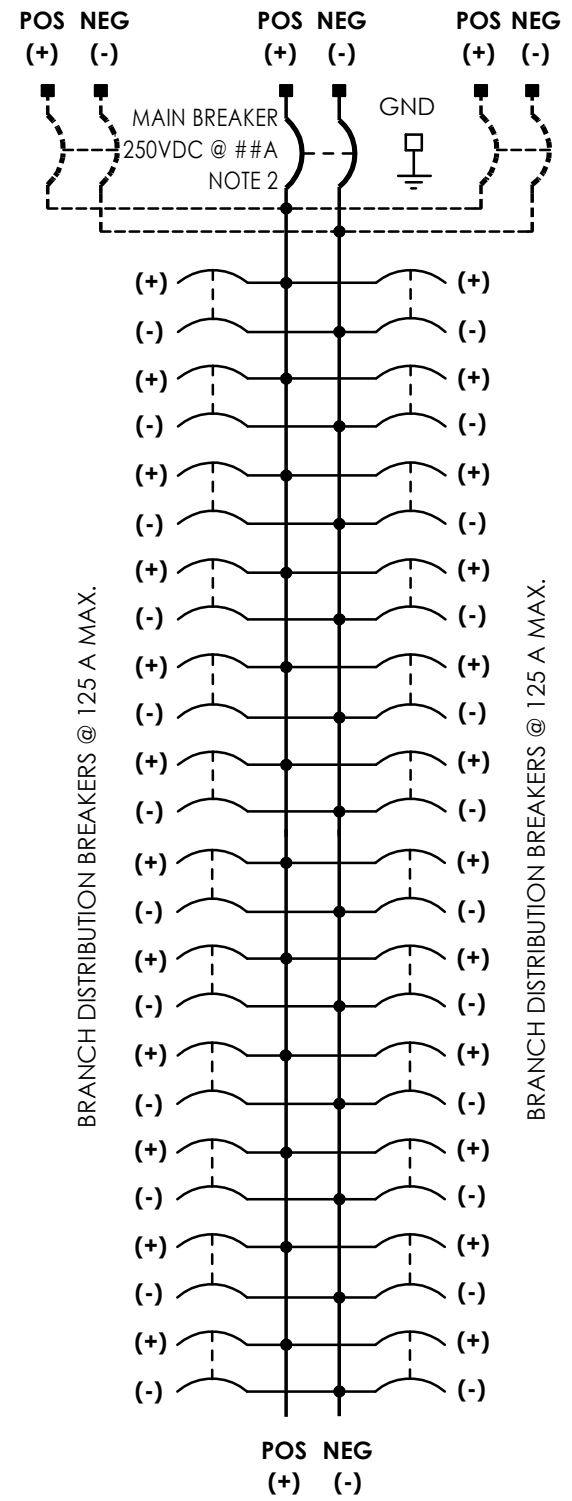 POS NEG POS NEG POS NEG
(+) (-) (+) (-) (+) (-)
MAIN BREAKER
250VDC @ ##A
NOTE 2
GND
(+) (+)
(-) (-)
(+) (+)
(-) (-)
(+) (+)
(-) (-)
(+) (+)
(-) (-)
(+) (+)
(-) (-)
(+) (+)
(-) (-)
(+) (+)
(-) (-)
(+) (+)
(-) (-)
(+) (+)
(-) (-)
(+) (+)
(-) (-)
(+) (+)
(-) (-)
(+) (+)
(-) (-)
BRANCH DISTRIBUTION BREAKERS @ 125 A MAX.
BRANCH DISTRIBUTION BREAKERS @ 125 A MAX.
POS NEG
(+) (-)